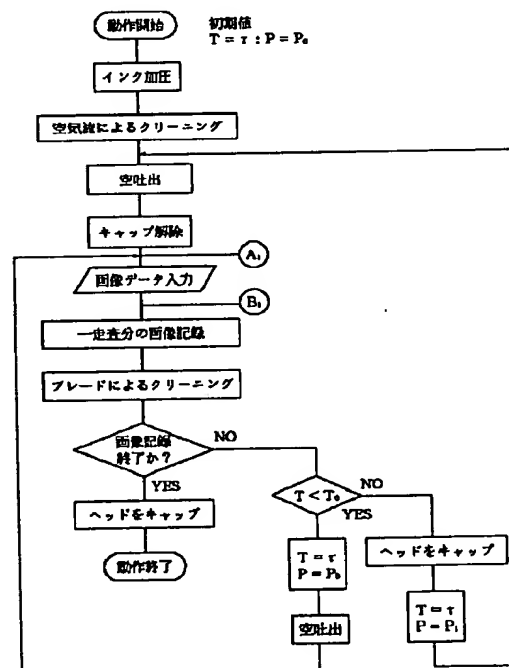 動作開始
初期値
T = τ : P = P₀
インク加圧
空気流によるクリーニング
空吐出
キャップ解除
A₁
画像データ入力
B₁
一走査分の画像記録
ブレードによるクリーニング
画像記録
終了か？
NO
YES
ヘッドをキャップ
動作終了
T < T₀
NO
YES
T = τ
P = P₀
空吐出
ヘッドをキャップ
T = τ
P = P₁